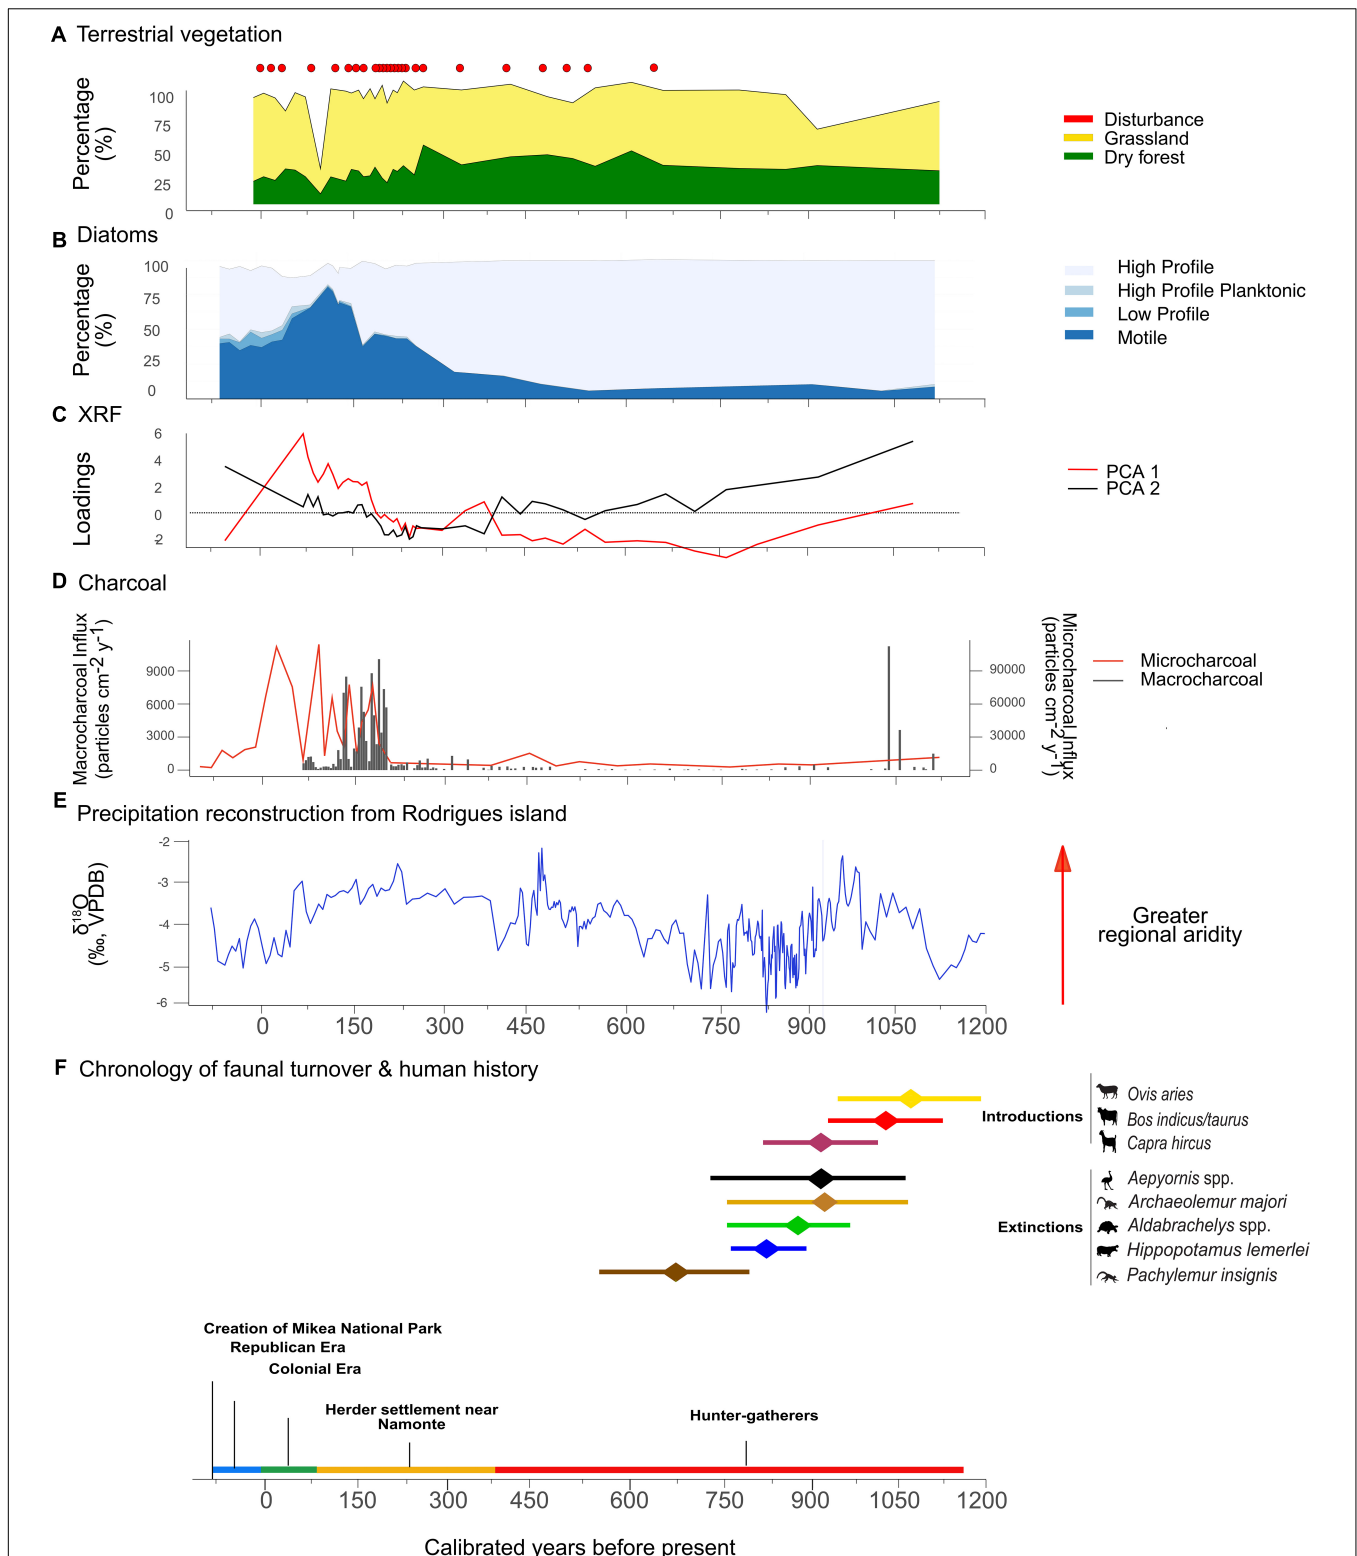 A Terrestrial vegetation
Percentage
(%)
100
75
50
25
0
Disturbance
Grassland
Dry forest
B Diatoms
Percentage
(%)
100
75
50
25
0
High Profile
High Profile Planktonic
Low Profile
Motile
C XRF
Loadings
6
4
2
0
2
PCA 1
PCA 2
D Charcoal
Macrocharcoal Influx
(particles cm-2 y-1)
9000
6000
3000
0
90000
60000
30000
0
Microcharcoal Influx
(particles cm-2 y-1)
Microcharcoal
Macrocharcoal
E Precipitation reconstruction from Rodrigues island
δ18O
(‰, VPDB)
-2
-3
-4
-5
-6
Greater
regional aridity
0 150 300 450 600 750 900 1050 1200
F Chronology of faunal turnover & human history
Introductions
Ovis aries
Bos indicus/taurus
Capra hircus
Extinctions
Aepyornis spp.
Archaeolemur majori
Aldabrachelys spp.
Hippopotamus lemerlei
Pachylemur insignis
Creation of Mikea National Park
Republican Era
Colonial Era
Herder settlement near
Namonte
Hunter-gatherers
0 150 300 450 600 750 900 1050 1200
Calibrated years before present